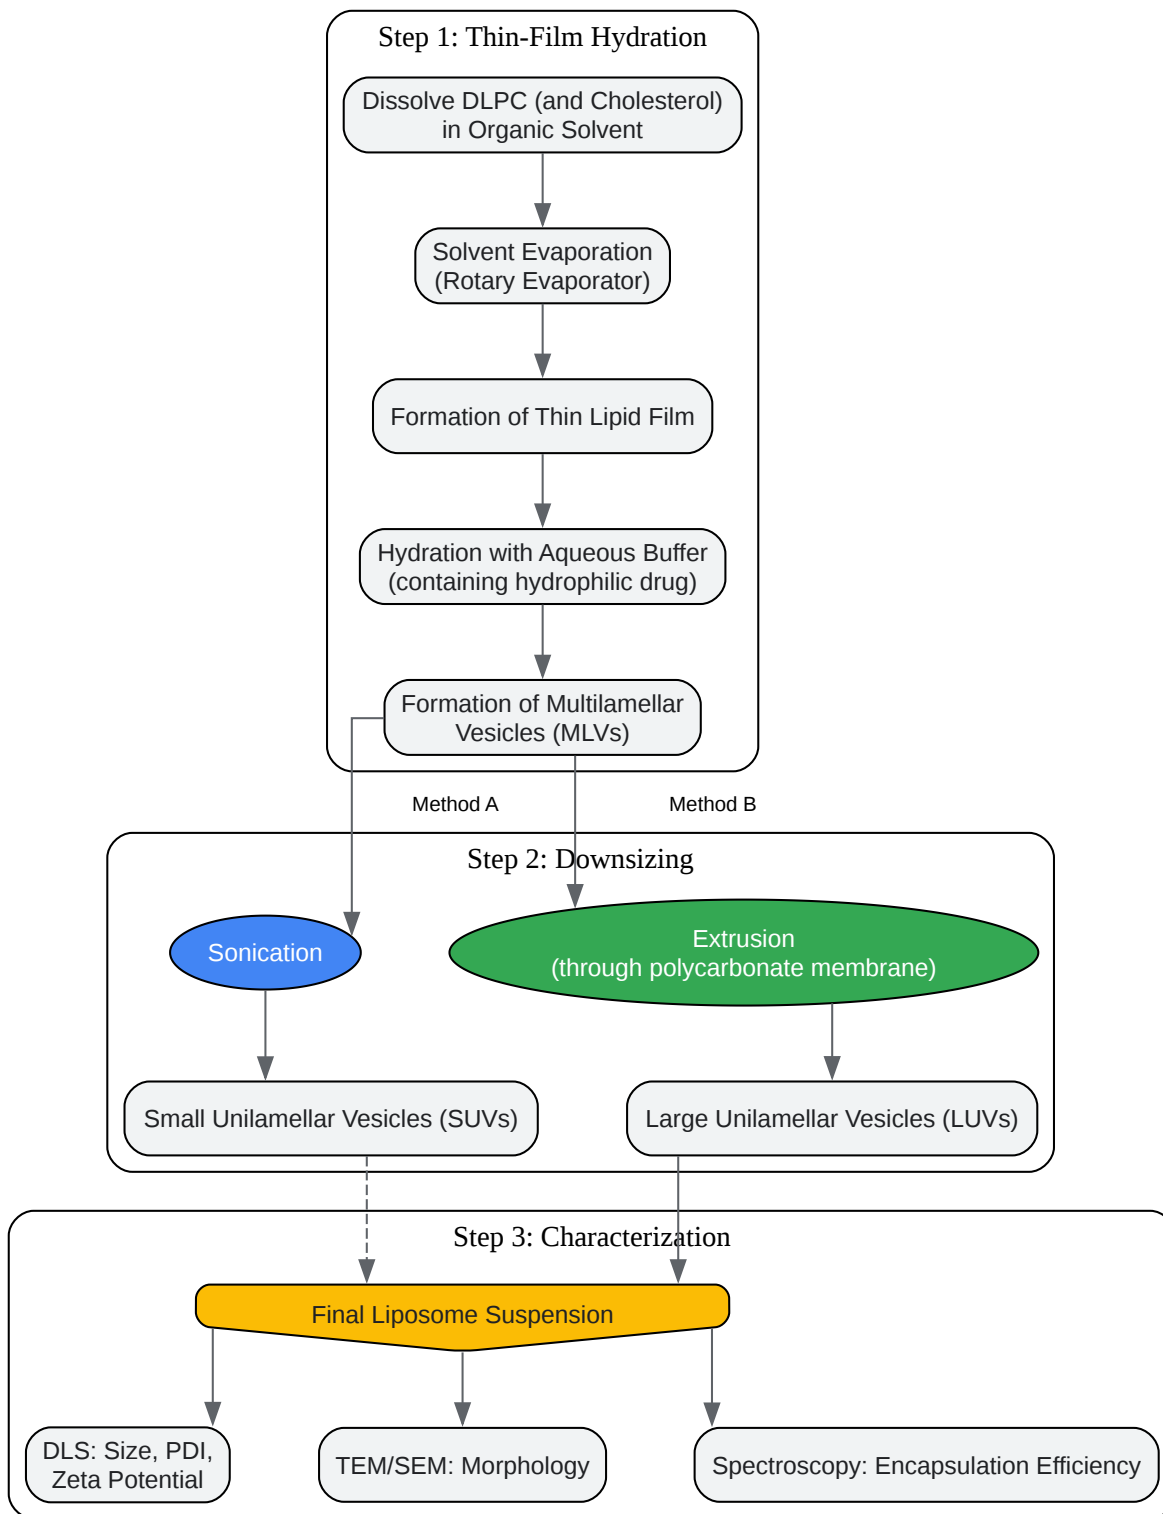 Step 1: Thin-Film Hydration
Dissolve DLPC (and Cholesterol)
in Organic Solvent
Solvent Evaporation
(Rotary Evaporator)
Formation of Thin Lipid Film
Hydration with Aqueous Buffer
(containing hydrophilic drug)
Formation of Multilamellar
Vesicles (MLVs)
Method A
Method B
Step 2: Downsizing
Sonication
Extrusion
(through polycarbonate membrane)
Small Unilamellar Vesicles (SUVs)
Large Unilamellar Vesicles (LUVs)
Step 3: Characterization
Final Liposome Suspension
DLS: Size, PDI,
Zeta Potential
TEM/SEM: Morphology
Spectroscopy: Encapsulation Efficiency